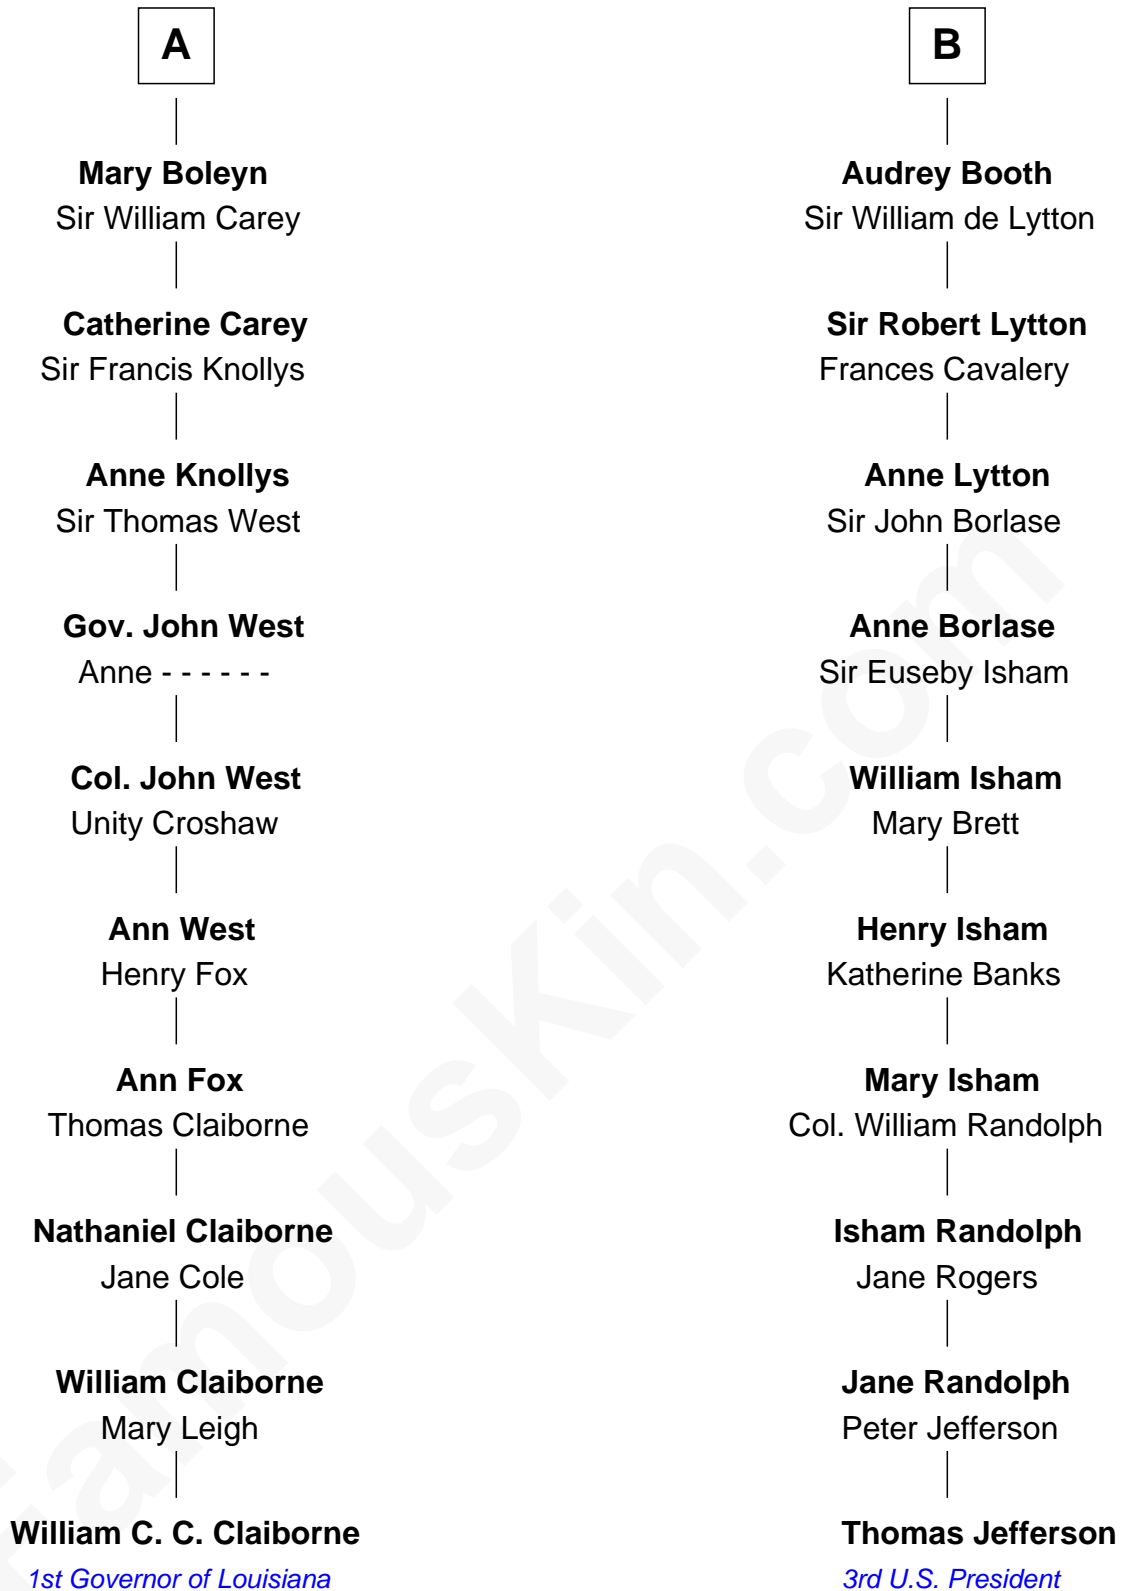 A
Mary Boleyn
Sir William Carey
Catherine Carey
Sir Francis Knollys
Anne Knollys
Sir Thomas West
Gov. John West
Anne - - - - - -
Col. John West
Unity Croshaw
Ann West
Henry Fox
Ann Fox
Thomas Claiborne
Nathaniel Claiborne
Jane Cole
William Claiborne
Mary Leigh
William C. C. Claiborne
1st Governor of Louisiana
B
Audrey Booth
Sir William de Lytton
Sir Robert Lytton
Frances Cavalery
Anne Lytton
Sir John Borlase
Anne Borlase
Sir Euseby Isham
William Isham
Mary Brett
Henry Isham
Katherine Banks
Mary Isham
Col. William Randolph
Isham Randolph
Jane Rogers
Jane Randolph
Peter Jefferson
Thomas Jefferson
3rd U.S. President
FamousKin.com